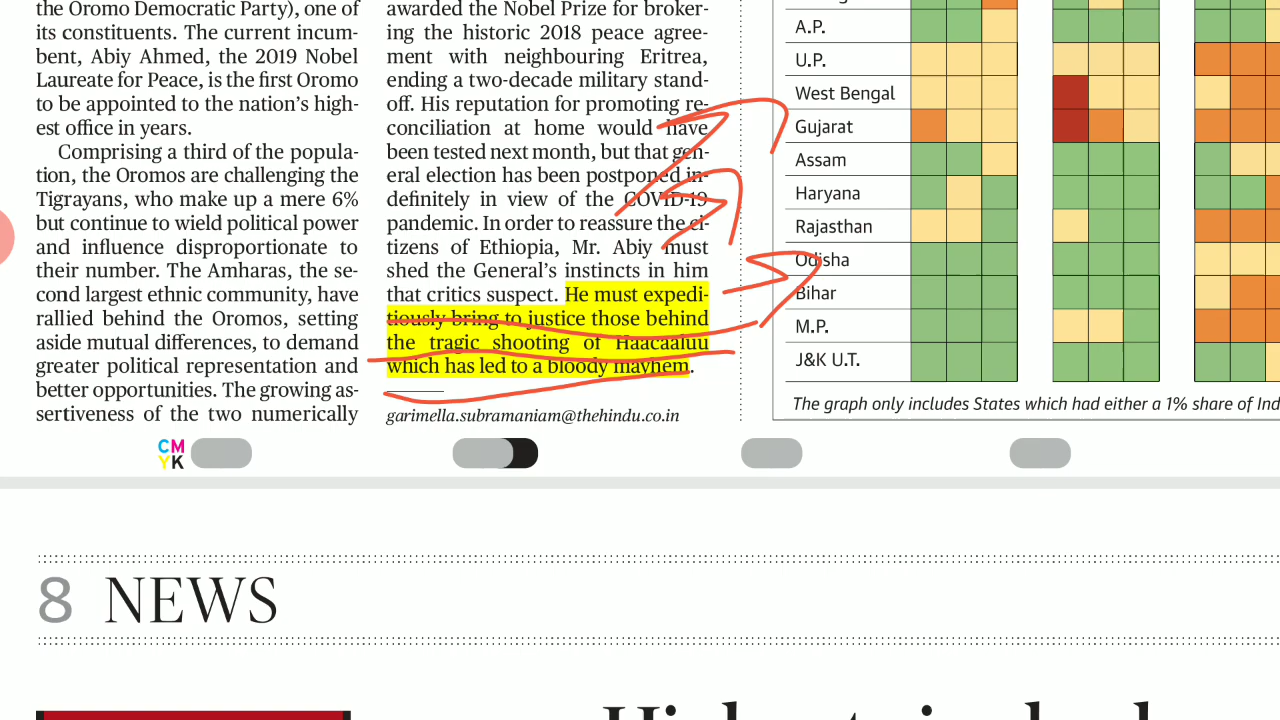 the Oromo Democratic Party), one of
its constituents. The current incum-
bent, Abiy Ahmed, the 2019 Nobel
Laureate for Peace, is the first Oromo
to be appointed to the nation's high-
est office in years.
Comprising a third of the popula-
tion, the Oromos are challenging the
Tigrayans, who make up a mere 6%
but continue to wield political power
and influence disproportionate to
their number. The Amharas, the se-
cond largest ethnic community, have
rallied behind the Oromos, setting
aside mutual differences, to demand
greater political representation and
better opportunities. The growing as-
sertiveness of the two numerically
awarded the Nobel Prize for broker-
ing the historic 2018 peace agree-
ment with neighbouring Eritrea,
ending a two-decade military stand-
off. His reputation for promoting re-
conciliation at home would have
been tested next month, but that gen-
eral election has been postponed in-
definitely in view of the COVID-19
pandemic. In order to reassure the ci-
tizens of Ethiopia, Mr. Abiy must
shed the General's instincts in him
that critics suspect. He must expedi-
tiously bring to justice those behind
the tragic shooting of Haacaaluu
which has led to a bloody mayhem.
garimella.subramaniam@thehindu.co.in
A.P.
U.P.
West Bengal
Gujarat
Assam
Haryana
Rajasthan
Odisha
Bihar
M.P.
J&K U.T.
The graph only includes States which had either a 1% share of Ind
CM
YK
8 NEWS